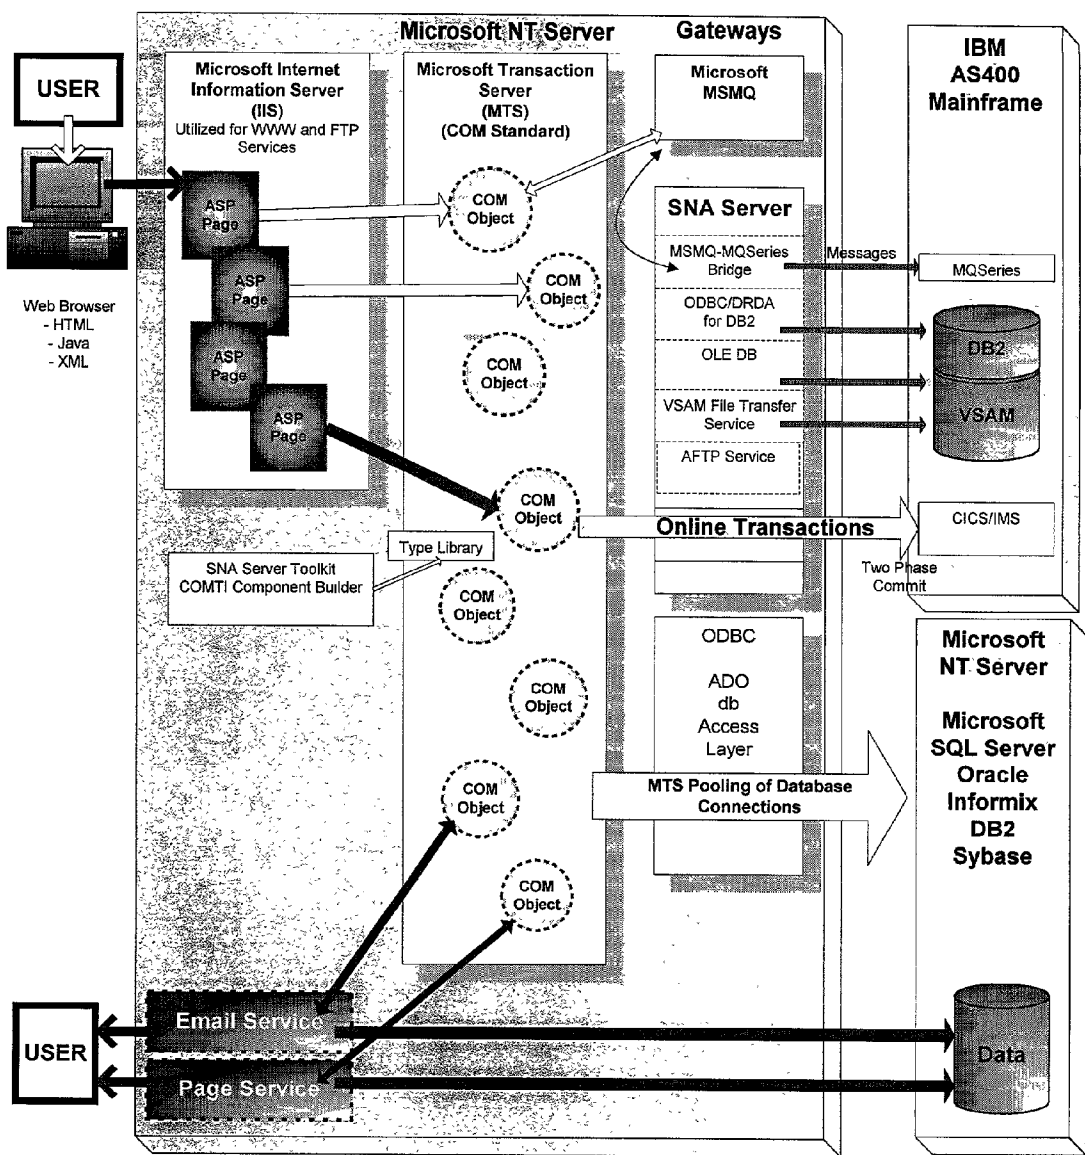 Microsoft NT Server
Gateways
USER
Microsoft Internet
Information Server
(IIS)
Utilized for WWW and FTP
Services
Microsoft Transaction
Server
(MTS)
(COM Standard)
Microsoft
MSMQ
IBM
AS400
Mainframe
ASP
Page
ASP
Page
ASP
Page
ASP
Page
COM
Object
COM
Object
COM
Object
COM
Object
COM
Object
COM
Object
COM
Object
COM
Object
Web Browser
- HTML
- Java
- XML
SNA Server
MSMQ-MQSeries
Bridge
ODBC/DRDA
for DB2
OLE DB
VSAM File Transfer
Service
AFTP Service
Messages
MQSeries
DB2
VSAM
Online Transactions
CICS/IMS
Two Phase
Commit
Type Library
SNA Server Toolkit
COMTI Component Builder
ODBC
ADO
db
Access
Layer
MTS Pooling of Database
Connections
Microsoft
NT Server
Microsoft
SQL Server
Oracle
Informix
DB2
Sybase
USER
Email Service
Page Service
Data